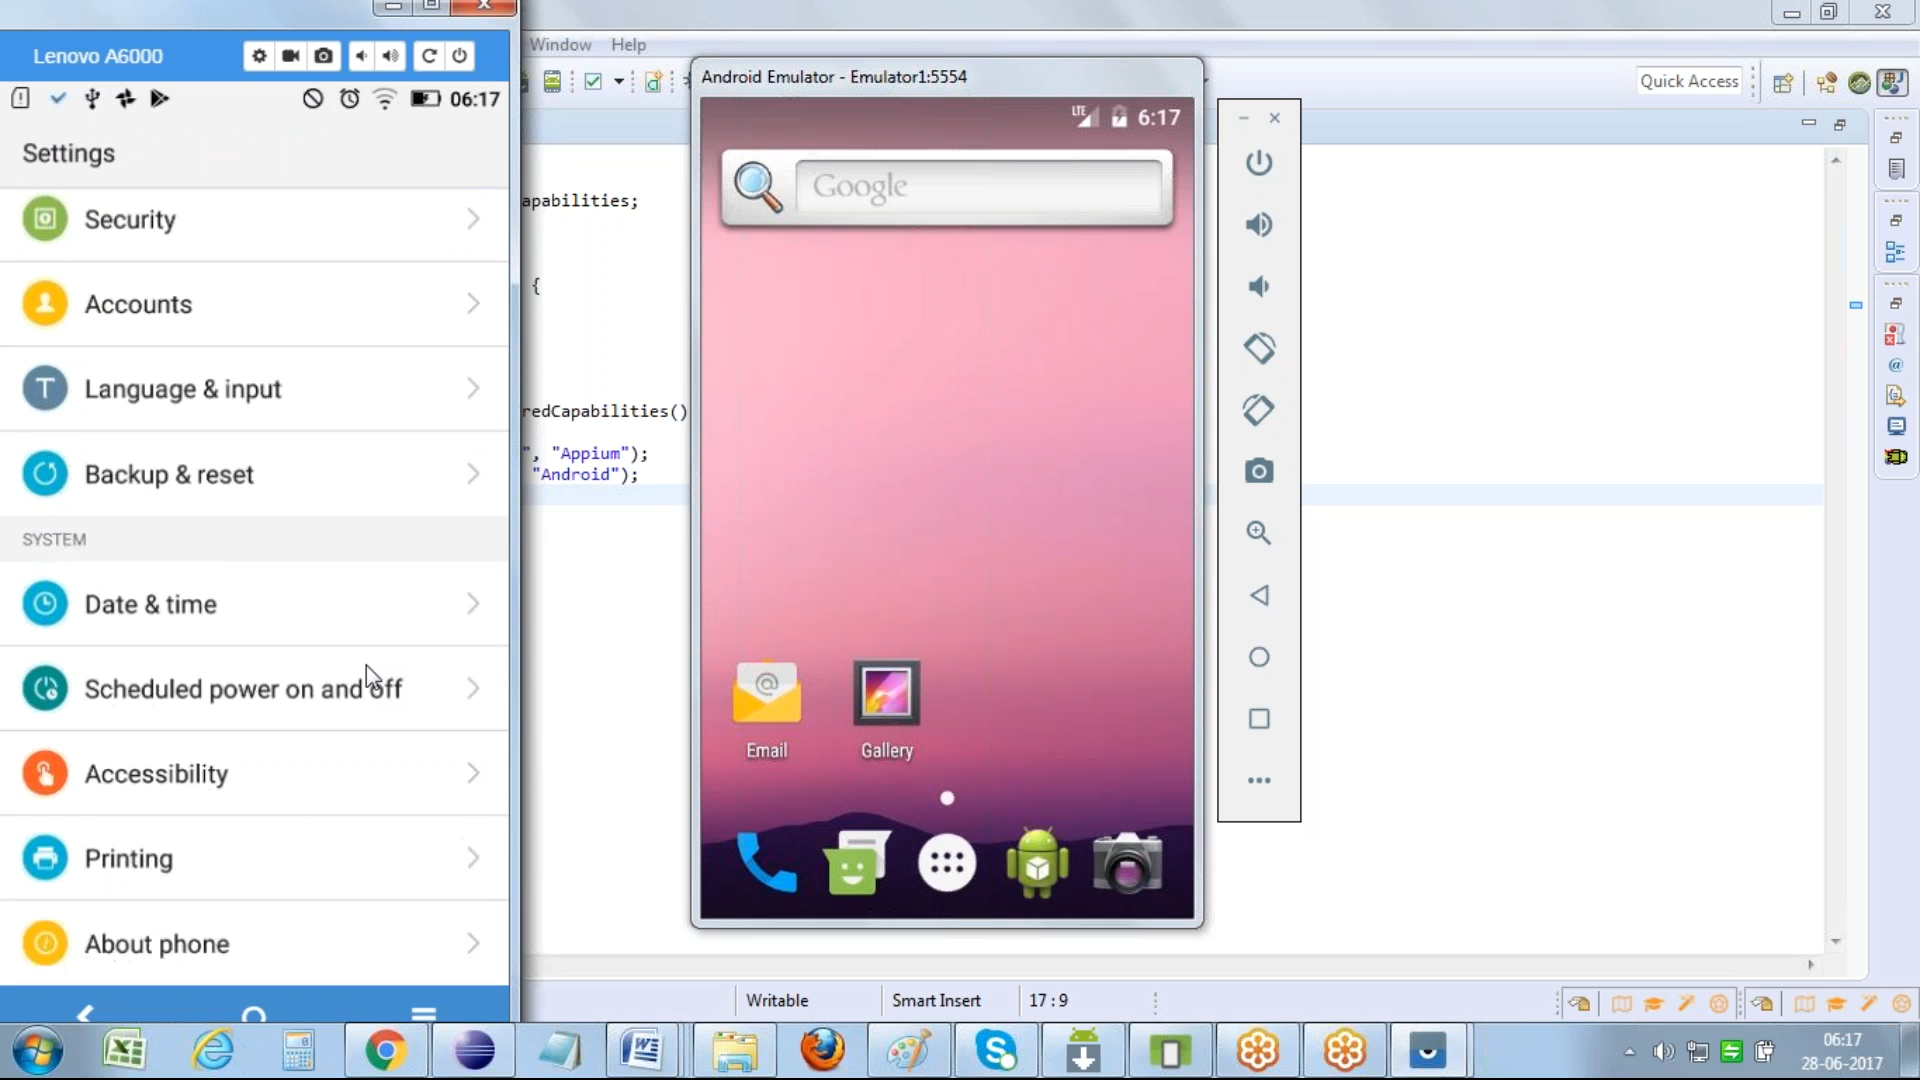 Lenovo A6000
06:17
Settings
Security
Accounts
Language & input
Backup & reset
SYSTEM
Date & time
Scheduled power on and off
Accessibility
Printing
About phone
Window Help
Quick Access
apabilities;
{
redCapabilities()
", "Appium");
"Android");
Android Emulator - Emulator1:5554
LTE 6:17
Google
Email
Gallery
Writable
Smart Insert
17 : 9
06:17
28-06-2017